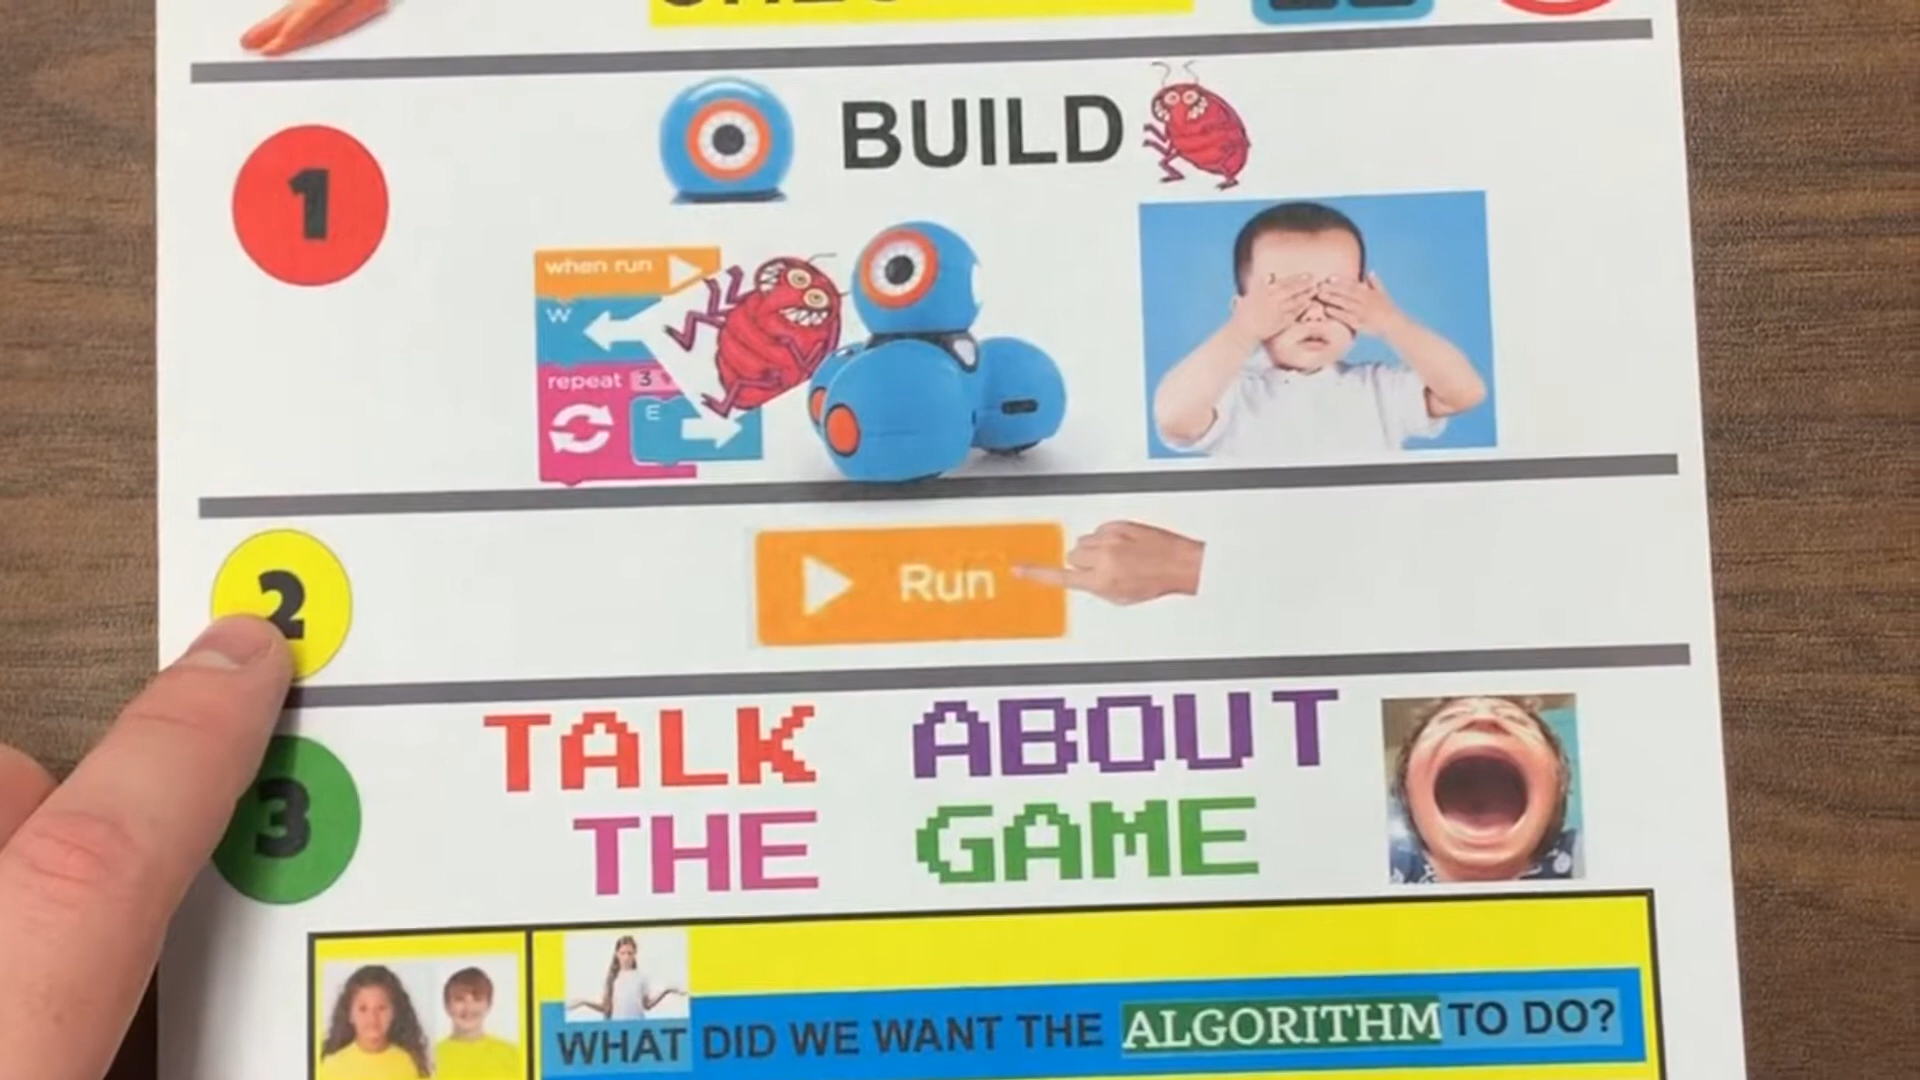 1
BUILD
when run
W
repeat 3
E
2
Run
3
TALK ABOUT
THE GAME
WHAT DID WE WANT THE ALGORITHM TO DO?